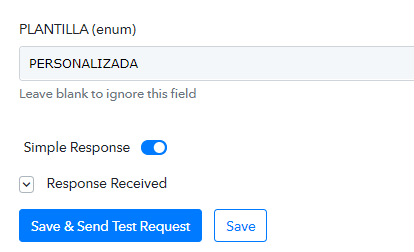 PLANTILLA (enum)
PERSONALIZADA
Leave blank to ignore this field
Simple Response
Response Received
Save & Send Test Request
Save